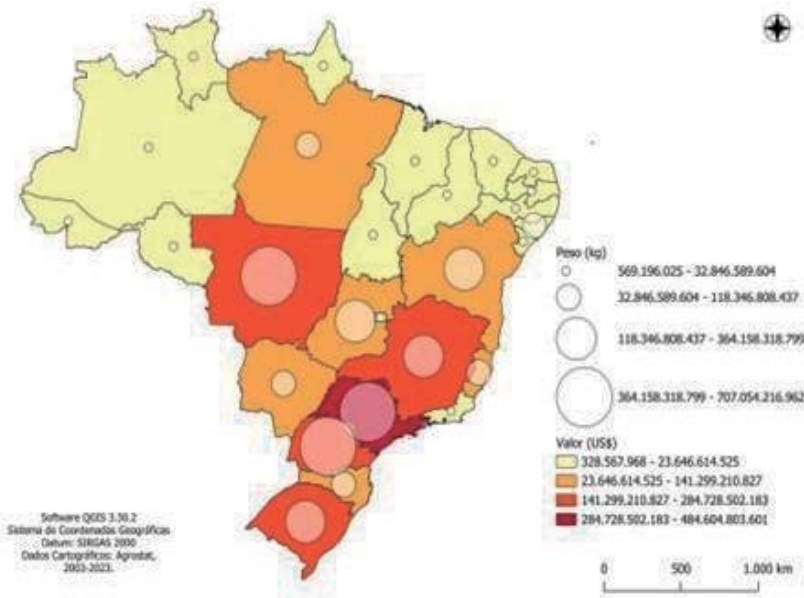 Peso (kg)
569.196.025 - 32.846.589.604
32.846.589.604 - 118.346.808.437
118.346.808.437 - 364.158.318.799
364.158.318.799 - 707.054.216.962
Valor (US$)
328.567.968 - 23.646.614.525
23.646.614.525 - 141.299.210.827
141.299.210.827 - 284.728.502.183
284.728.502.183 - 484.604.803.601
Software QGIS 3.30.2
Sistema de Coordenadas Geográficas
Datum: SIRGAS 2000
Dados Cartográficos: Agrostat,
2003-2023.
0 500 1.000 km